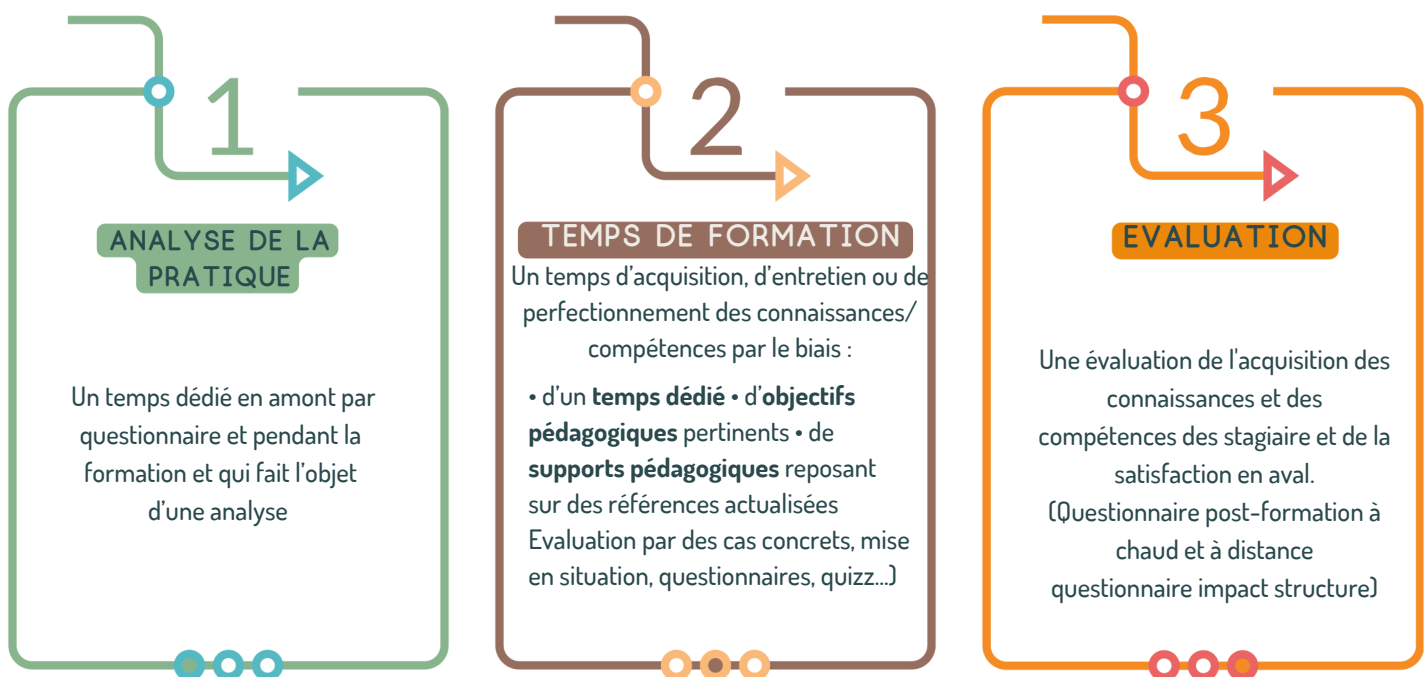 1
ANALYSE DE LA
PRATIQUE
Un temps dédié en amont par
questionnaire et pendant la
formation et qui fait l’objet
d’une analyse
2
TEMPS DE FORMATION
Un temps d’acquisition, d’entretien ou de
perfectionnement des connaissances/
compétences par le biais :
• d’un temps dédié • d’objectifs
pédagogiques pertinents • de
supports pédagogiques reposant
sur des références actualisées
Evaluation par des cas concrets, mise
en situation, questionnaires, quizz...)
3
EVALUATION
Une évaluation de l'acquisition des
connaissances et des
compétences des stagiaire et de la
satisfaction en aval.
(Questionnaire post-formation à
chaud et à distance
questionnaire impact structure)